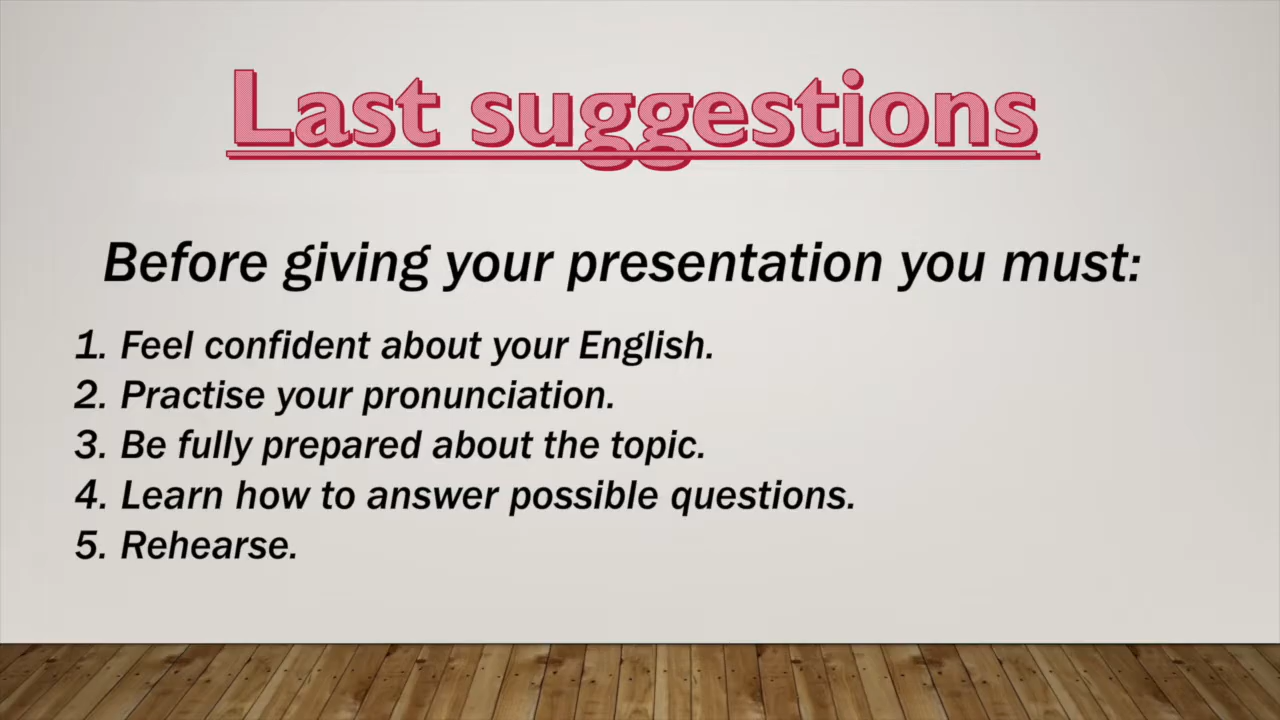 Last suggestions
Before giving your presentation you must:
1. Feel confident about your English.
2. Practise your pronunciation.
3. Be fully prepared about the topic.
4. Learn how to answer possible questions.
5. Rehearse.